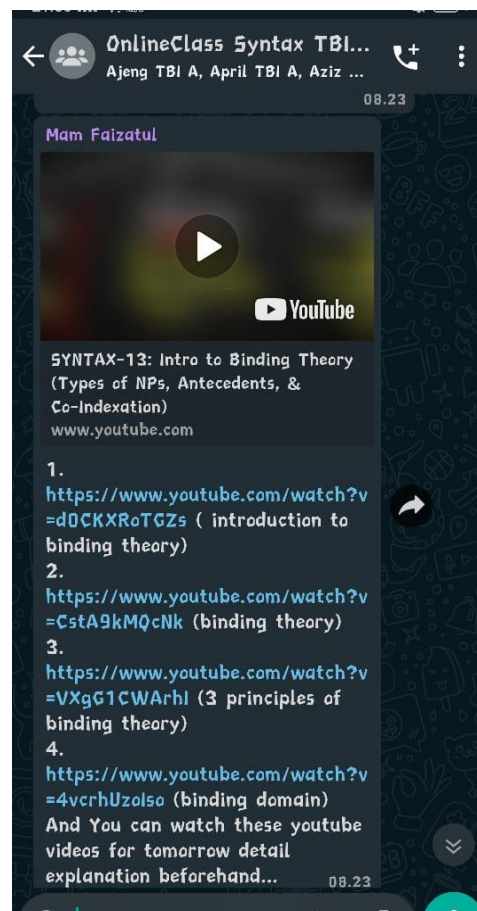 OnlineClass Syntax TBI...
Ajeng TBI A, April TBI A, Aziz ...
08.23
Mam Faizatul
YouTube
SYNTAX-13: Intro to Binding Theory
(Types of NPs, Antecedents, &
Co-Indexation)
www.youtube.com
1.
https://www.youtube.com/watch?v
=dOCKXRoTGZs ( introduction to
binding theory)
2.
https://www.youtube.com/watch?v
=CstA9kMQcNk (binding theory)
3.
https://www.youtube.com/watch?v
=VXgG1CWArhI (3 principles of
binding theory)
4.
https://www.youtube.com/watch?v
=4vcrhUzolso (binding domain)
And You can watch these youtube
videos for tomorrow detail
explanation beforehand...
08.23